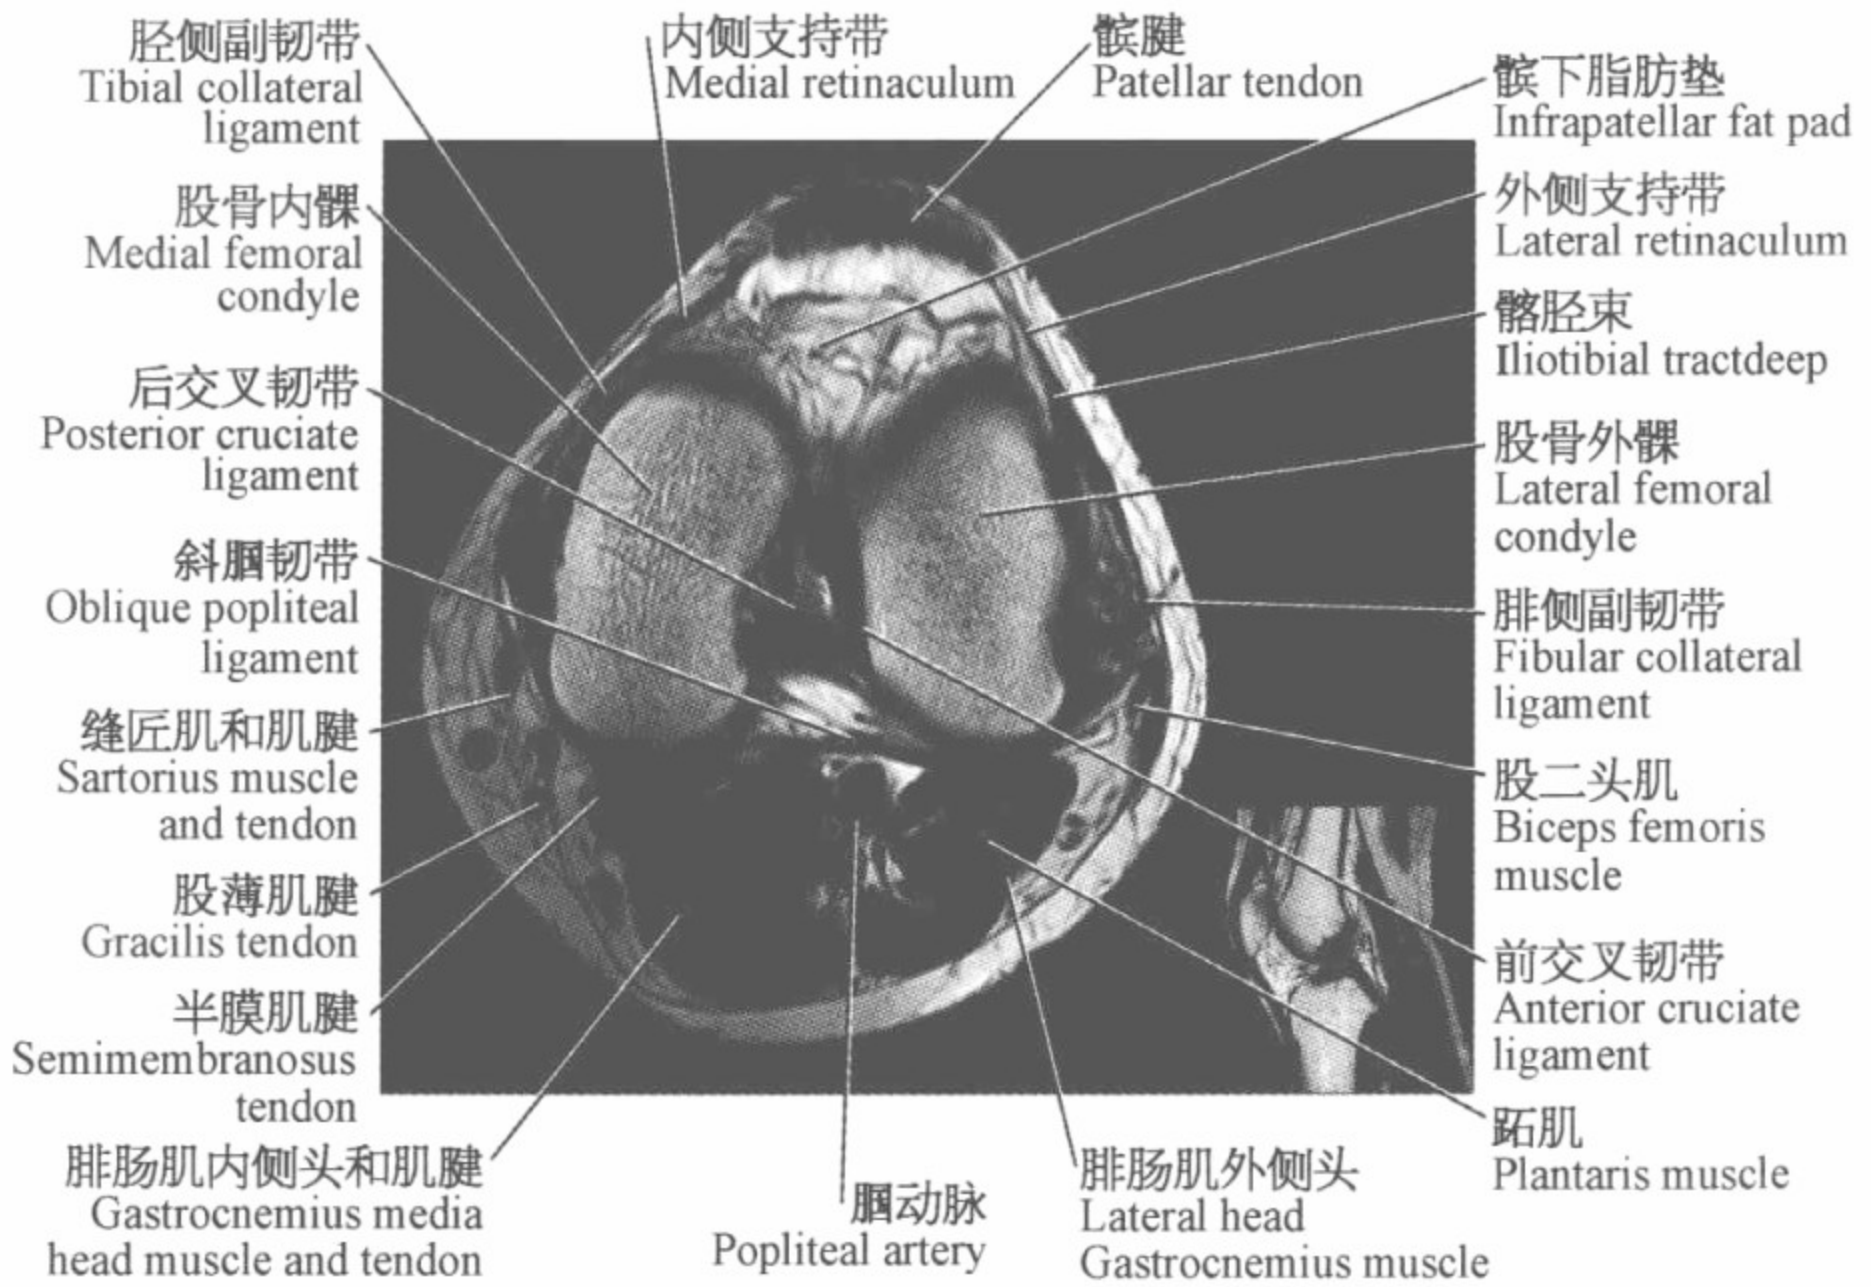 胫侧副韧带
Tibial collateral
ligament
股骨内髁
Medial femoral
condyle
后交叉韧带
Posterior cruciate
ligament
斜腘韧带
Oblique popliteal
ligament
缝匠肌和肌腱
Sartorius muscle
and tendon
股薄肌腱
Gracilis tendon
半膜肌腱
Semimembranosus
tendon
腓肠肌内侧头和肌腱
Gastrocnemius media
head muscle and tendon
内侧支持带
Medial retinaculum
髌腱
Patellar tendon
髌下脂肪垫
Infrapatellar fat pad
外侧支持带
Lateral retinaculum
髂胫束
Iliotibial tractdeep
股骨外髁
Lateral femoral
condyle
腓侧副韧带
Fibular collateral
ligament
股二头肌
Biceps femoris
muscle
前交叉韧带
Anterior cruciate
ligament
跖肌
Plantaris muscle
腘动脉
Popliteal artery
腓肠肌外侧头
Lateral head
Gastrocnemius muscle